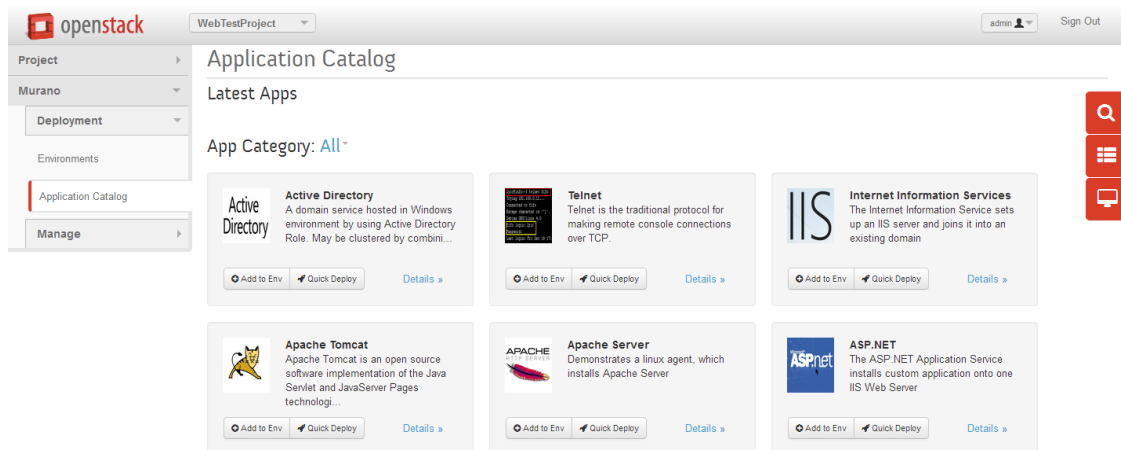 openstack
WebTestProject
admin
Sign Out
Project
Murano
Deployment
Environments
Application Catalog
Manage
Application Catalog
Latest Apps
App Category: All
Active
Directory
Active Directory
A domain service hosted in Windows
environment by using Active Directory
Role. May be clustered by combini...
Add to Env
Quick Deploy
Details »
Telnet
Telnet is the traditional protocol for
making remote console connections
over TCP.
Add to Env
Quick Deploy
Details »
IIS
Internet Information Services
The Internet Information Service sets
up an IIS server and joins it into an
existing domain
Add to Env
Quick Deploy
Details »
Apache Tomcat
Apache Tomcat is an open source
software implementation of the Java
Servlet and JavaServer Pages
technologi...
Add to Env
Quick Deploy
Details »
APACHE
HTTP SERVER
Apache Server
Demonstrates a linux agent, which
installs Apache Server
Add to Env
Quick Deploy
Details »
ASP.net
ASP.NET
The ASP.NET Application Service
installs custom application onto one
IIS Web Server
Add to Env
Quick Deploy
Details »